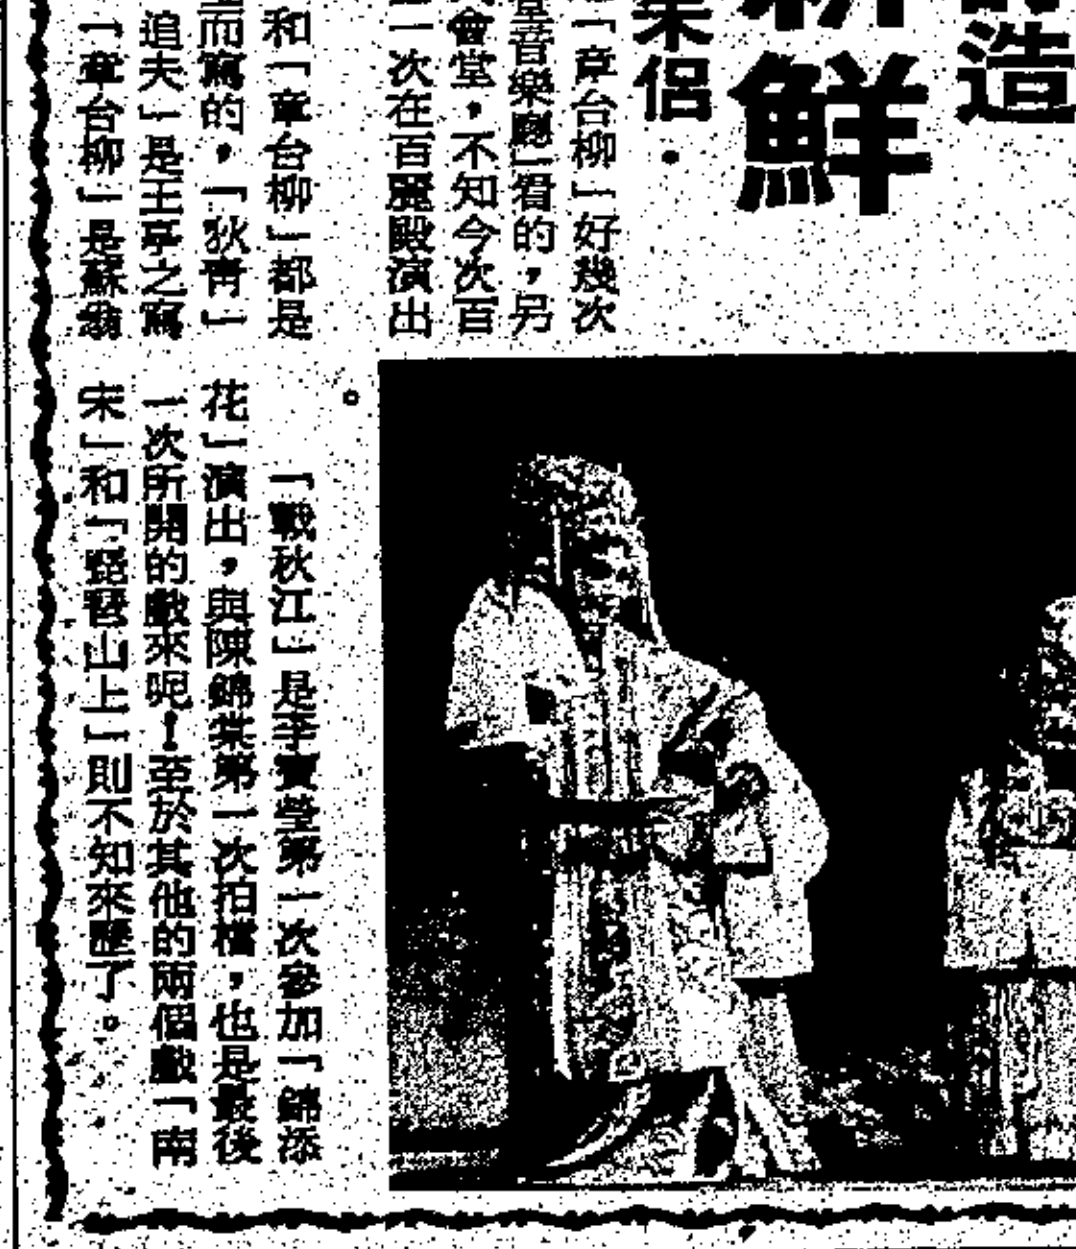 造
新鮮
侶．
「章台柳」好幾次
堂音樂廳」看的，另
會堂，不知今次百
一次在百麗殿演出
和「章台柳」都是
而寫的，「狄青」
追夫」是王亭之寫
「章台柳」是蘇翁
。
「戰秋江」是李寶瑩第一次參加「錦添
花」演出，與陳錦棠第一次拍檔，也是最後
一次所開的戲來呢！至於其他的兩個戲「南
宋」和「琵琶山上」則不知來歷了。